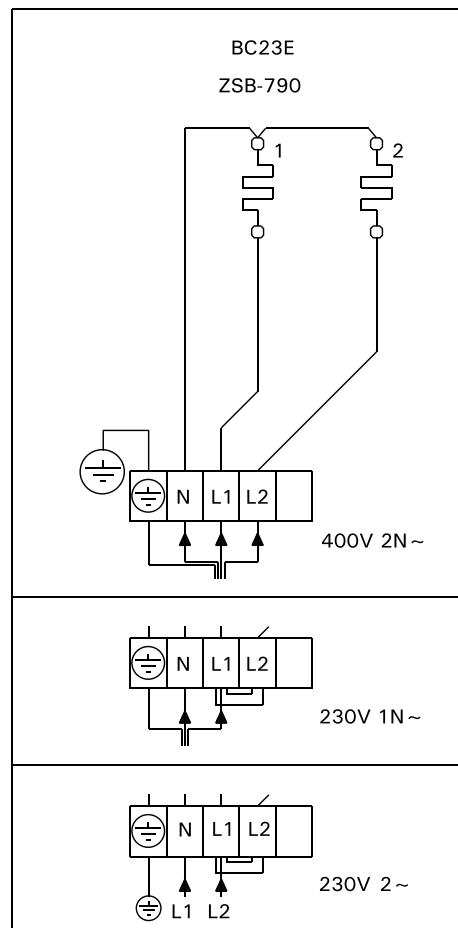 BC23E
ZSB-790
1 2
N L1 L2
400V 2N~
N L1 L2
230V 1N~
N L1 L2
230V 2~
L1 L2